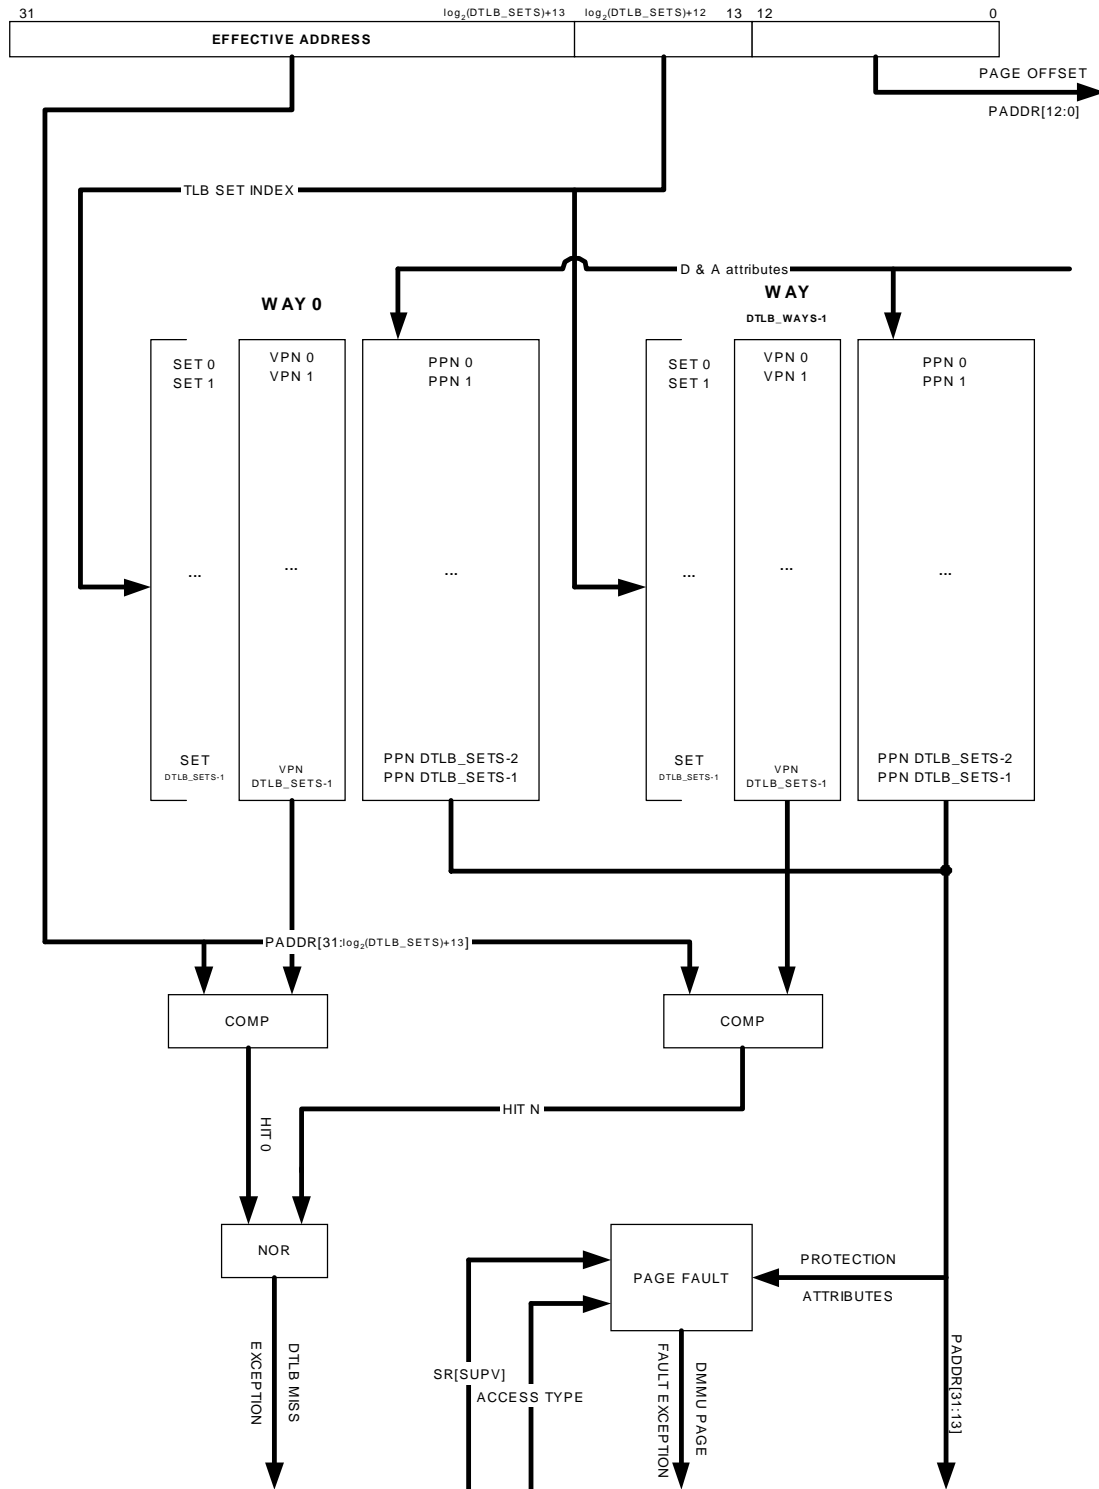 31
log2(DTLB_SETS)+13
log2(DTLB_SETS)+12
13
12
0
EFFECTIVE ADDRESS
PAGE OFFSET
PADDR[12:0]
TLB SET INDEX
D & A attributes
WAY 0
WAY
DTLB_WAYS-1
SET 0
SET 1
VPN 0
VPN 1
PPN 0
PPN 1
SET 0
SET 1
VPN 0
VPN 1
PPN 0
PPN 1
...
...
...
...
...
...
SET
DTLB_SETS-1
VPN
DTLB_SETS-1
PPN DTLB_SETS-2
PPN DTLB_SETS-1
SET
DTLB_SETS-1
VPN
DTLB_SETS-1
PPN DTLB_SETS-2
PPN DTLB_SETS-1
PADDR[31:log2(DTLB_SETS)+13]
COMP
COMP
HIT 0
HIT N
NOR
PAGE FAULT
PROTECTION
ATTRIBUTES
DTLB MISS
EXCEPTION
SR[SUPV]
ACCESS TYPE
DMMU PAGE
FAULT EXCEPTION
PADDR[31:13]